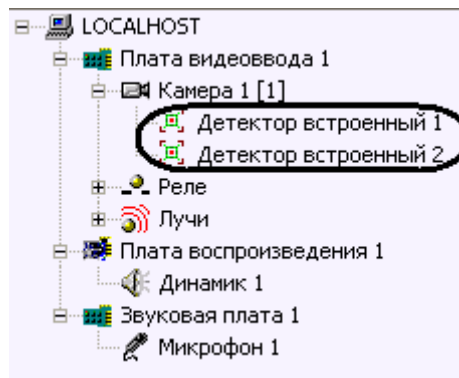 LOCALHOST
Плата видеоввода 1
Камера 1 [1]
Детектор встроенный 1
Детектор встроенный 2
Реле
Лучи
Плата воспроизведения 1
Динамик 1
Звуковая плата 1
Микрофон 1